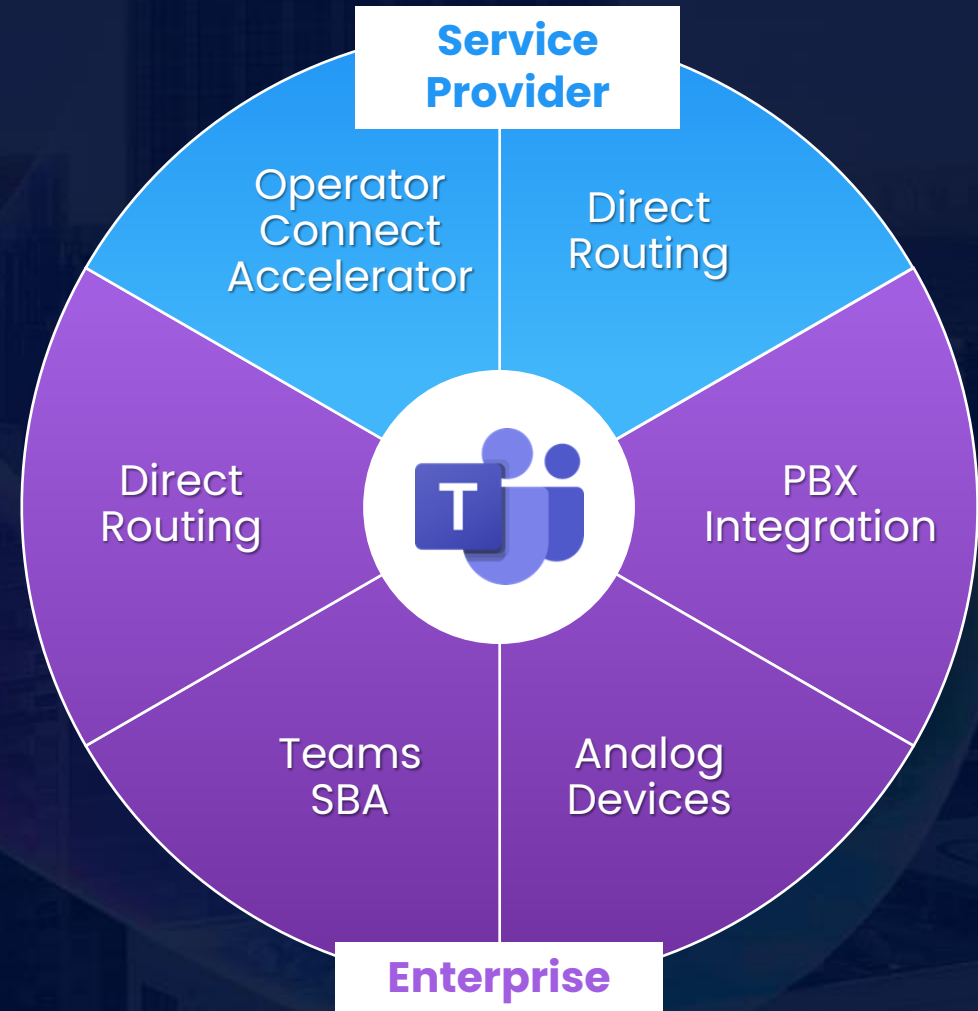 Service
Provider
Operator
Connect
Accelerator
Direct
Routing
Direct
Routing
T
PBX
Integration
Teams
SBA
Analog
Devices
Enterprise